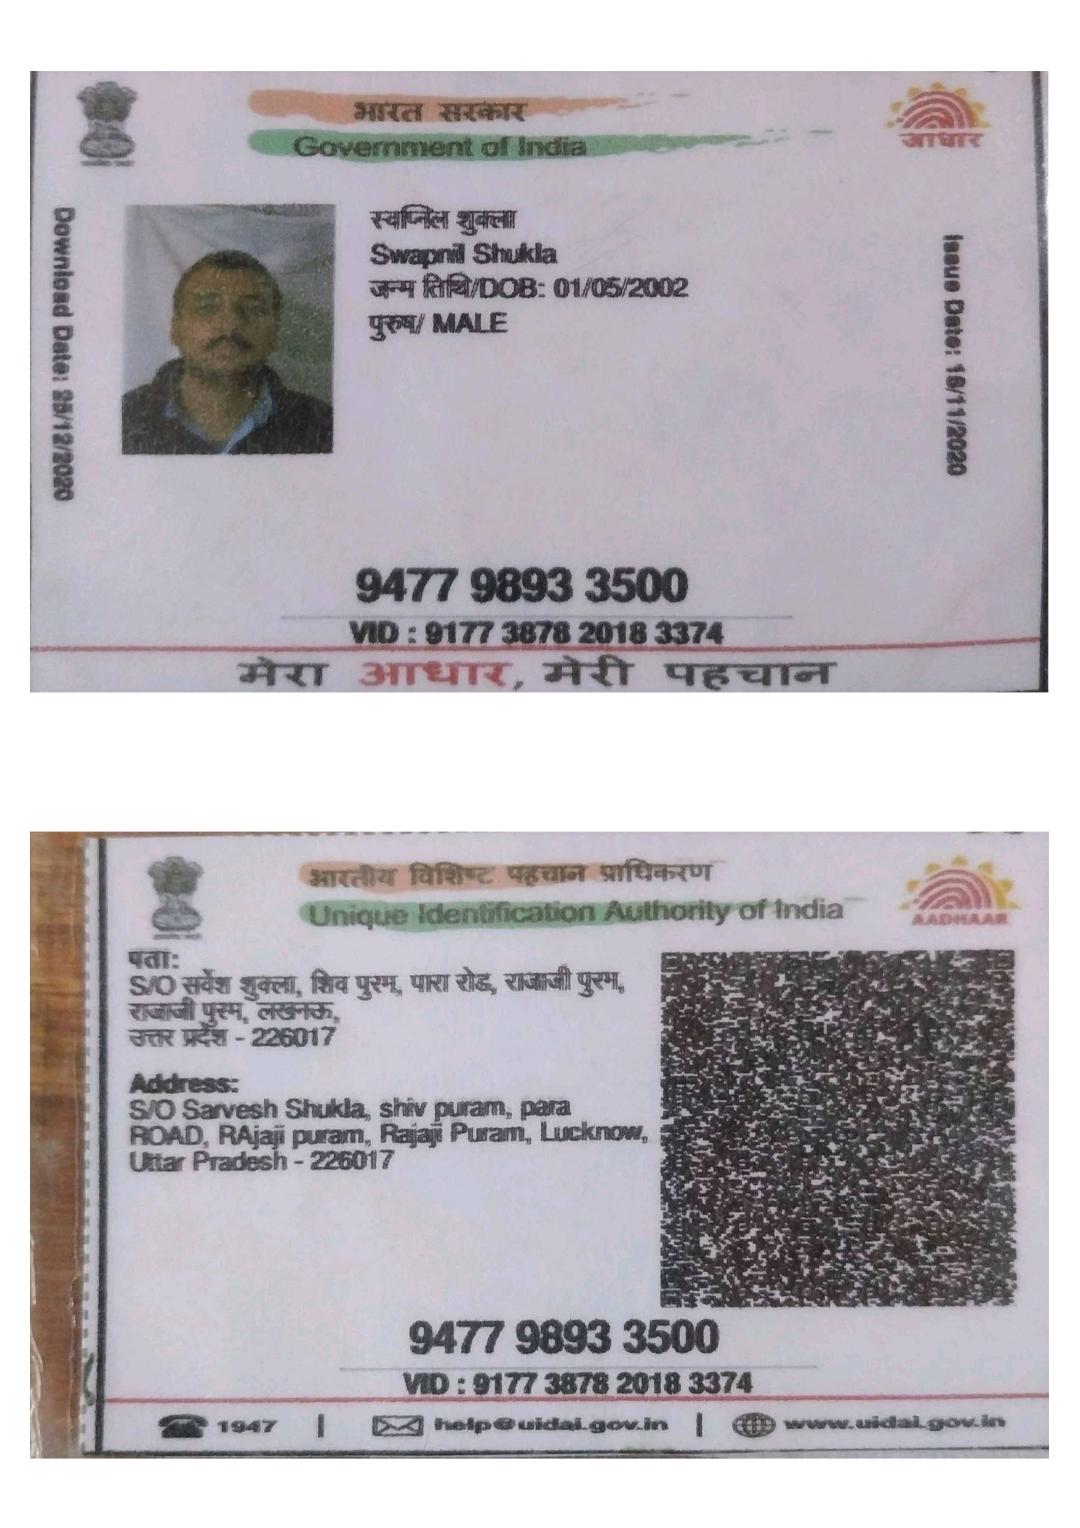 भारत सरकार
Government of India
आधार
Download Date: 25/12/2020
स्वप्निल शुक्ला
Swapnil Shukla
जन्म तिथि/DOB: 01/05/2002
पुरुष/ MALE
Issue Date: 16/11/2020
9477 9893 3500
VID : 9177 3878 2018 3374
मेरा आधार, मेरी पहचान
भारतीय विशिष्ट पहचान प्राधिकरण
Unique Identification Authority of India
AADHAAR
पता:
S/O सर्वेश शुक्ला, शिव पुरम, पारा रोड, राजाजी पुरम,
राजाजी पुरम, लखनऊ,
उत्तर प्रदेश - 226017
Address:
S/O Sarvesh Shukla, shiv puram, para
ROAD, RAjaji puram, Rajaji Puram, Lucknow,
Uttar Pradesh - 226017
9477 9893 3500
VID : 9177 3878 2018 3374
1947 | help@uidai.gov.in | www.uidai.gov.in